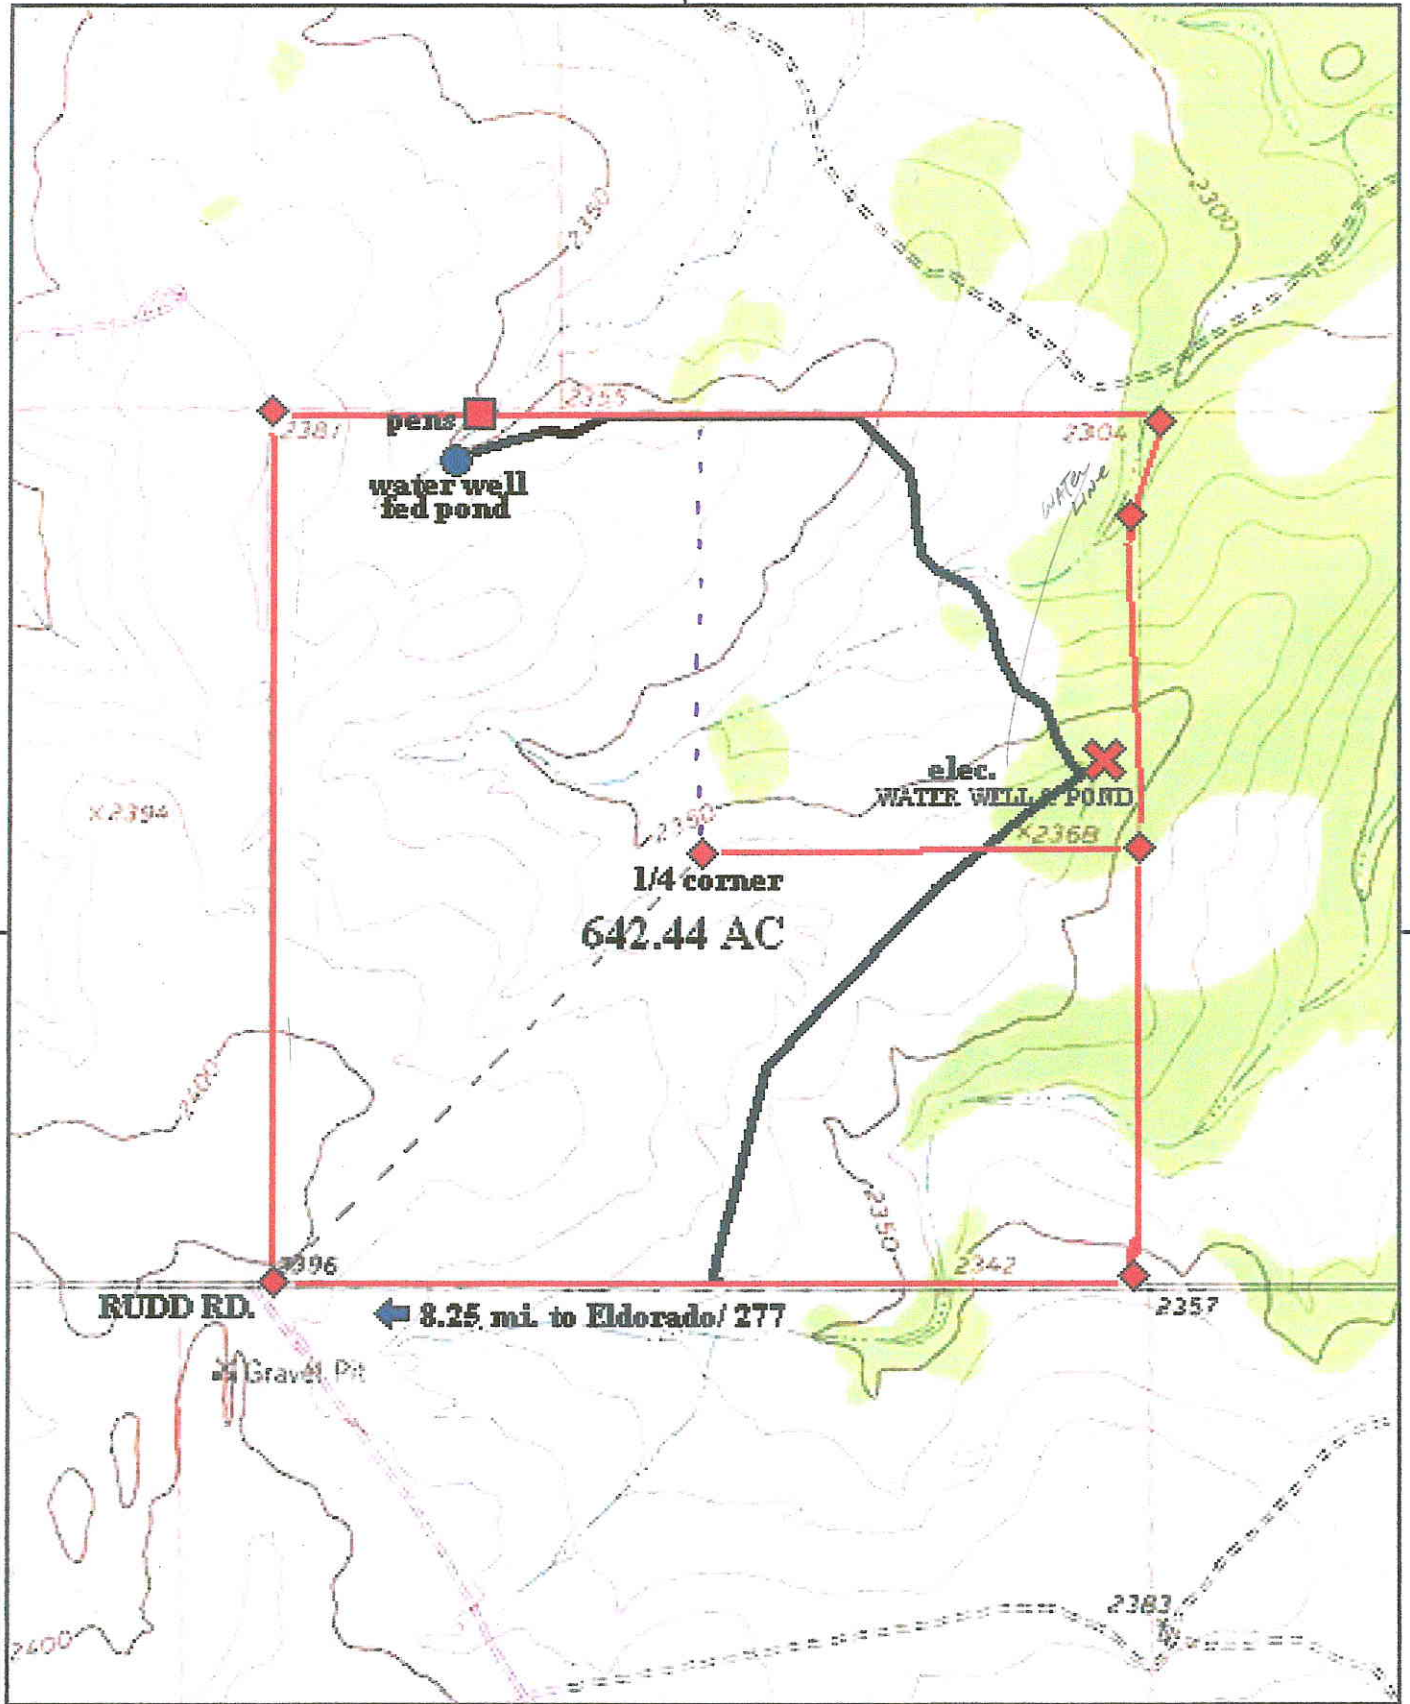 2300
2350
2355
pens
2381
2304
water well
fed pond
WATER
LINE
elec.
WATER WELL & POND
×2394
2350
×2368
1/4 corner
642.44 AC
2400
2350
2396
2342
RUDD RD.
8.25 mi. to Eldorado/ 277
2357
Gravel Pit
2383
2400